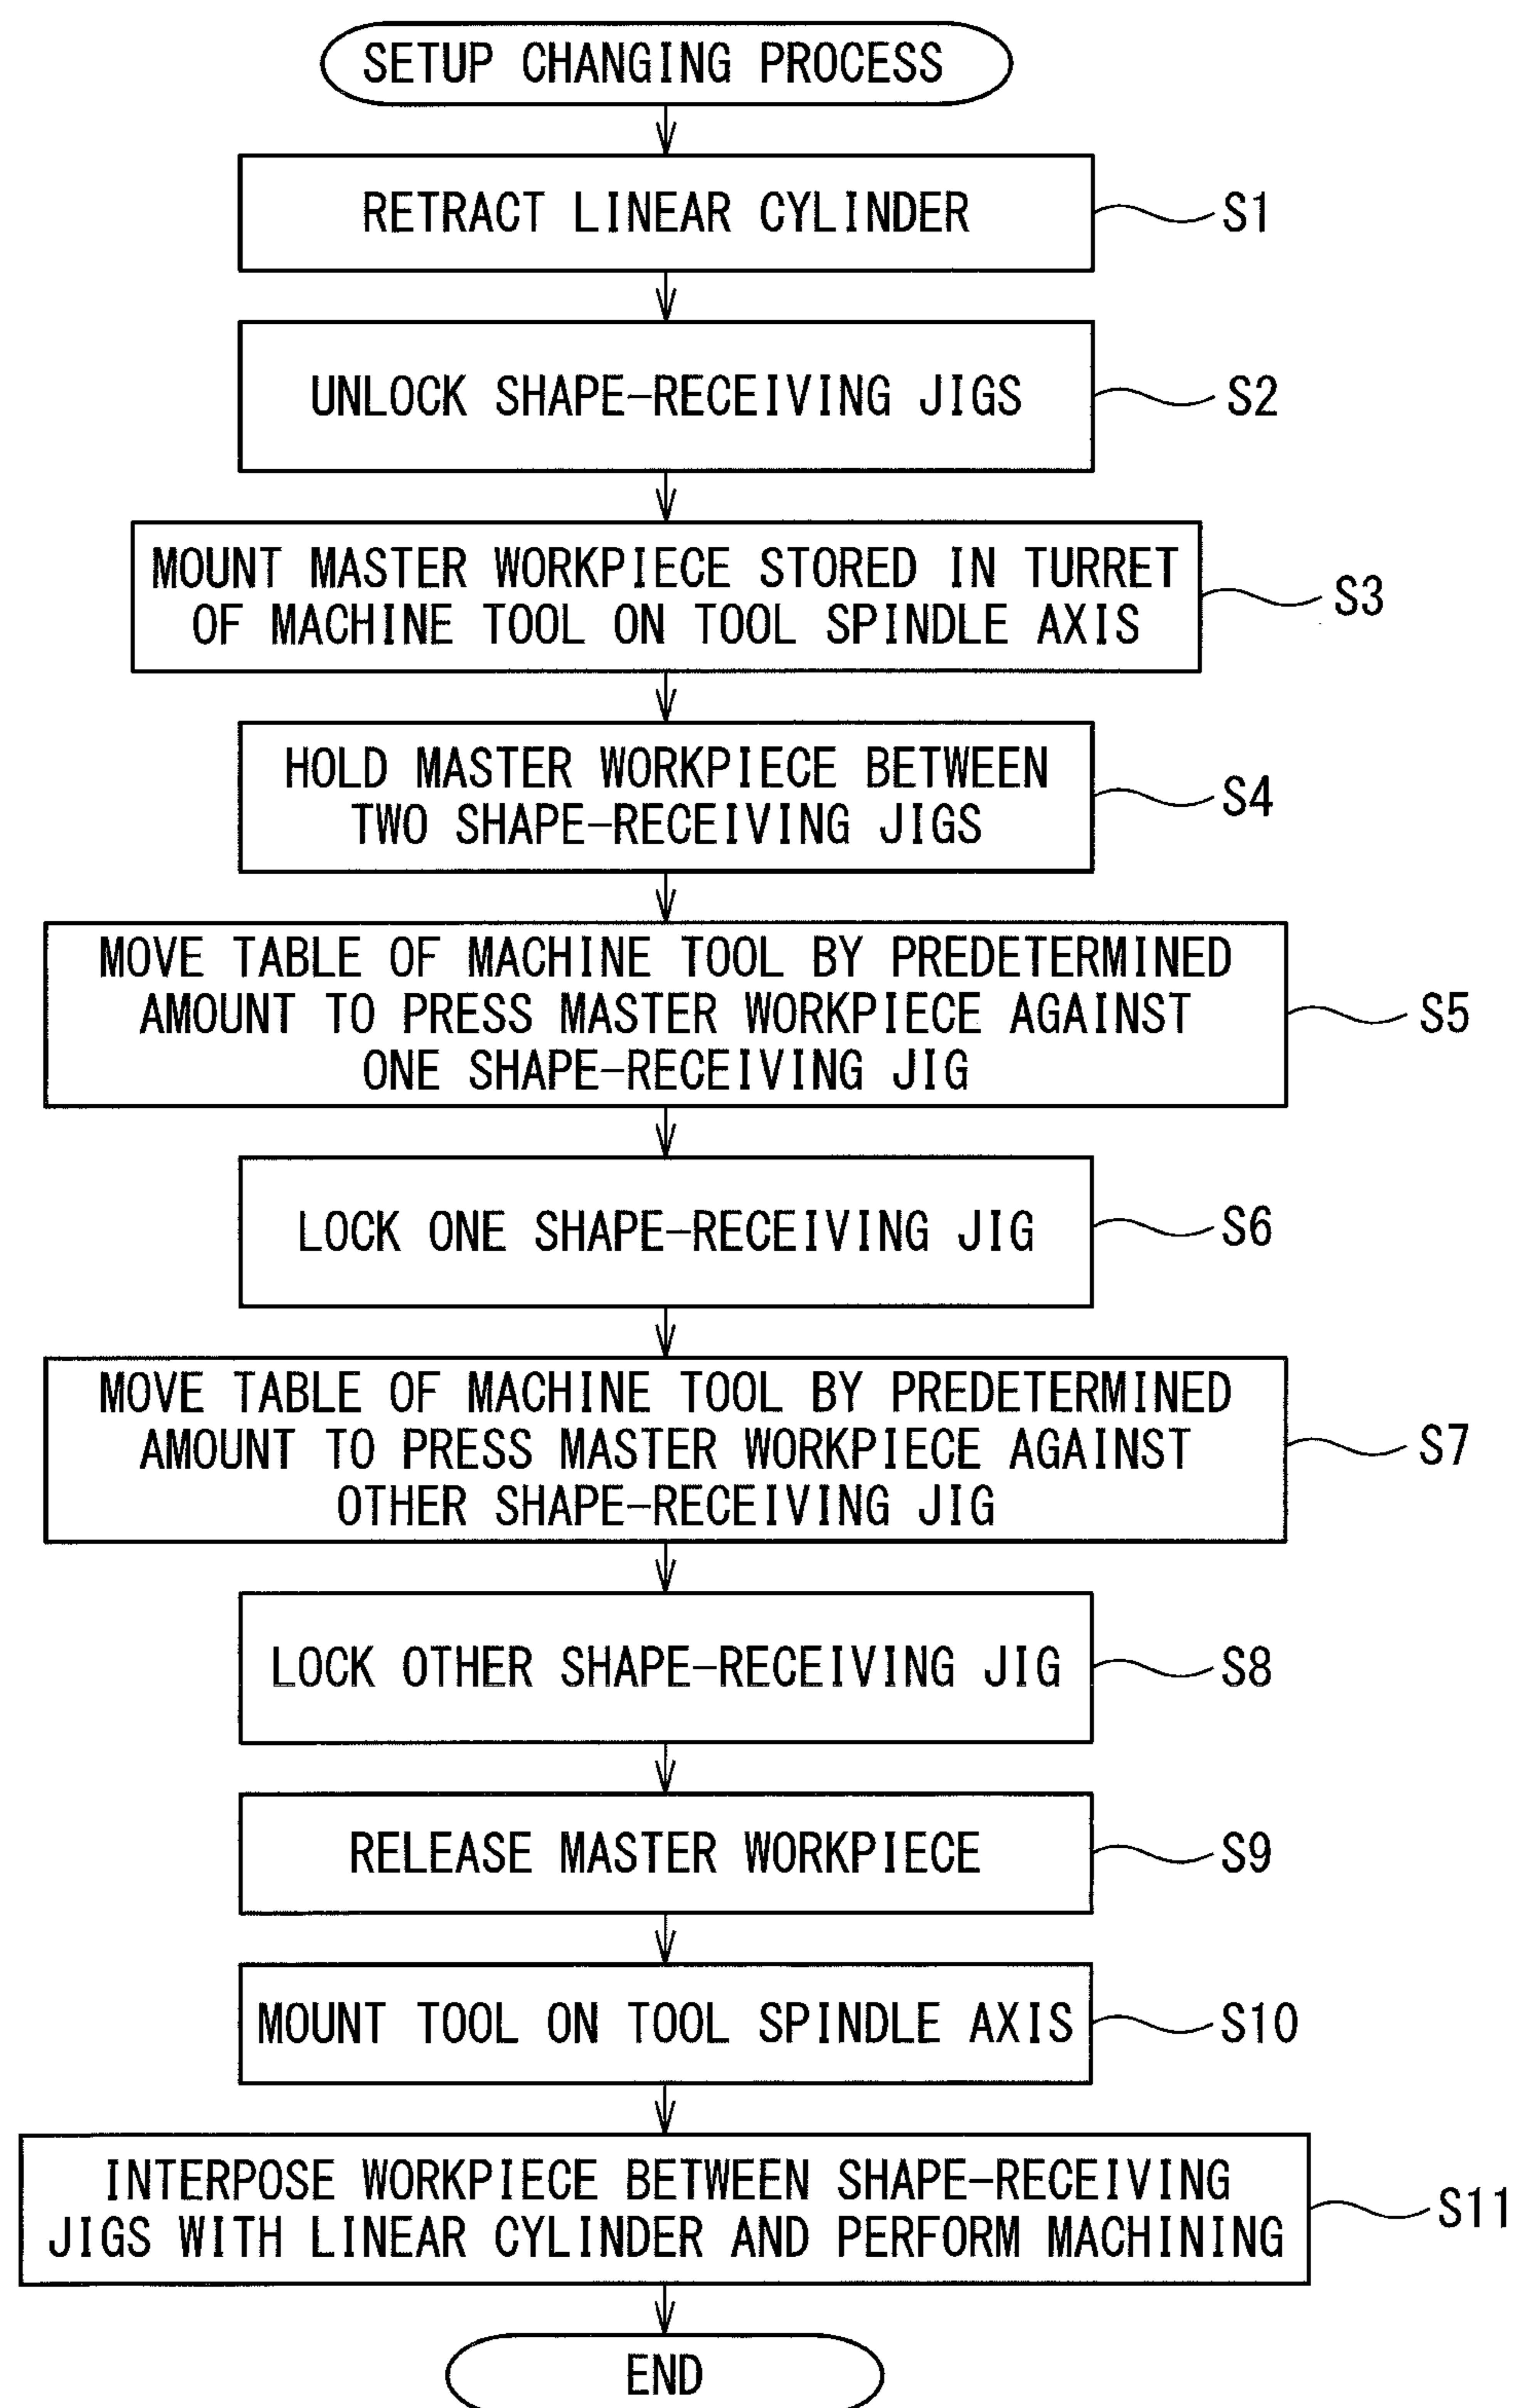 SETUP CHANGING PROCESS
RETRACT LINEAR CYLINDER
S1
UNLOCK SHAPE-RECEIVING JIGS
S2
MOUNT MASTER WORKPIECE STORED IN TURRET
OF MACHINE TOOL ON TOOL SPINDLE AXIS
S3
HOLD MASTER WORKPIECE BETWEEN
TWO SHAPE-RECEIVING JIGS
S4
MOVE TABLE OF MACHINE TOOL BY PREDETERMINED
AMOUNT TO PRESS MASTER WORKPIECE AGAINST
ONE SHAPE-RECEIVING JIG
S5
LOCK ONE SHAPE-RECEIVING JIG
S6
MOVE TABLE OF MACHINE TOOL BY PREDETERMINED
AMOUNT TO PRESS MASTER WORKPIECE AGAINST
OTHER SHAPE-RECEIVING JIG
S7
LOCK OTHER SHAPE-RECEIVING JIG
S8
RELEASE MASTER WORKPIECE
S9
MOUNT TOOL ON TOOL SPINDLE AXIS
S10
INTERPOSE WORKPIECE BETWEEN SHAPE-RECEIVING
JIGS WITH LINEAR CYLINDER AND PERFORM MACHINING
S11
END